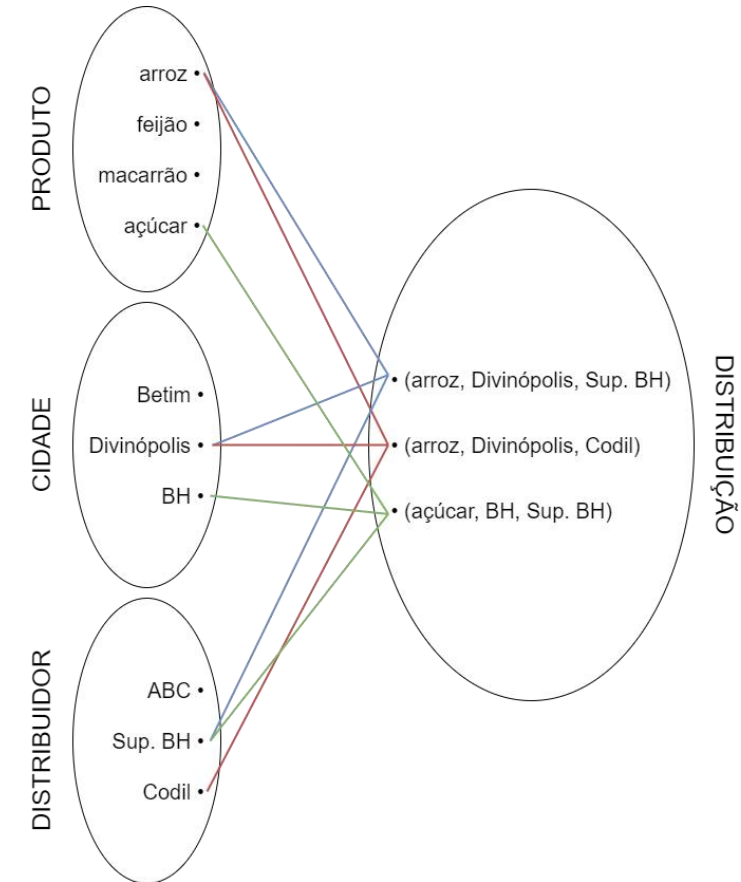 PRODUTO
arroz
feijão
macarrão
açúcar
CIDADE
Betim
Divinópolis
BH
DISTRIBUIDOR
ABC
Sup. BH
Codil
(arroz, Divinópolis, Sup. BH)
(arroz, Divinópolis, Codil)
(açúcar, BH, Sup. BH)
DISTRIBUIÇÃO